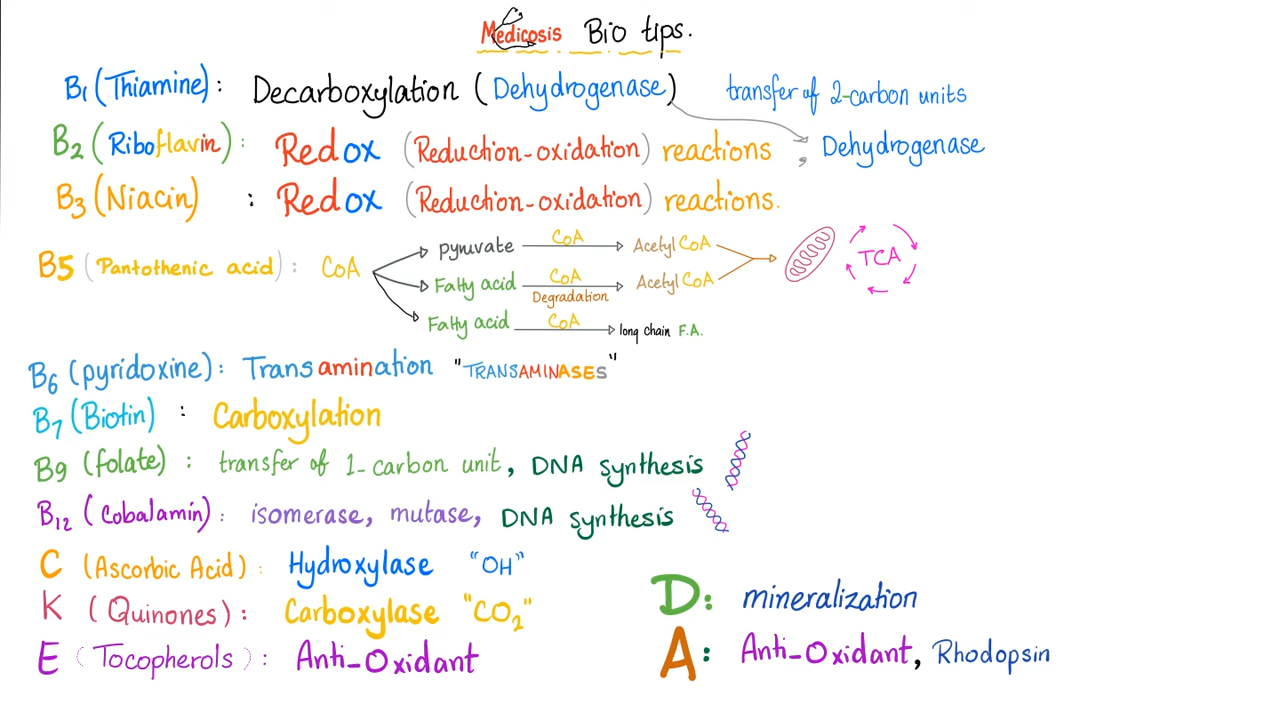 Medicosis Bio tips.
B1 (Thiamine): Decarboxylation (Dehydrogenase) transfer of 2-carbon units
B2 (Riboflavin): Redox (Reduction-oxidation) reactions ; Dehydrogenase
B3 (Niacin) : Redox (Reduction-oxidation) reactions.
B5 (Pantothenic acid): CoA
pyruvate CoA Acetyl CoA
Fatty acid CoA Degradation Acetyl CoA
TCA
Fatty acid CoA long chain F.A.
B6 (pyridoxine): Transamination "TRANSAMINASES"
B7 (Biotin) : Carboxylation
B9 (folate) : transfer of 1-carbon unit, DNA synthesis
B12 (Cobalamin): isomerase, mutase, DNA synthesis
C (Ascorbic Acid): Hydroxylase "OH"
K (Quinones): Carboxylase "CO2"
E (Tocopherols): Anti-Oxidant
D: mineralization
A: Anti-Oxidant, Rhodopsin